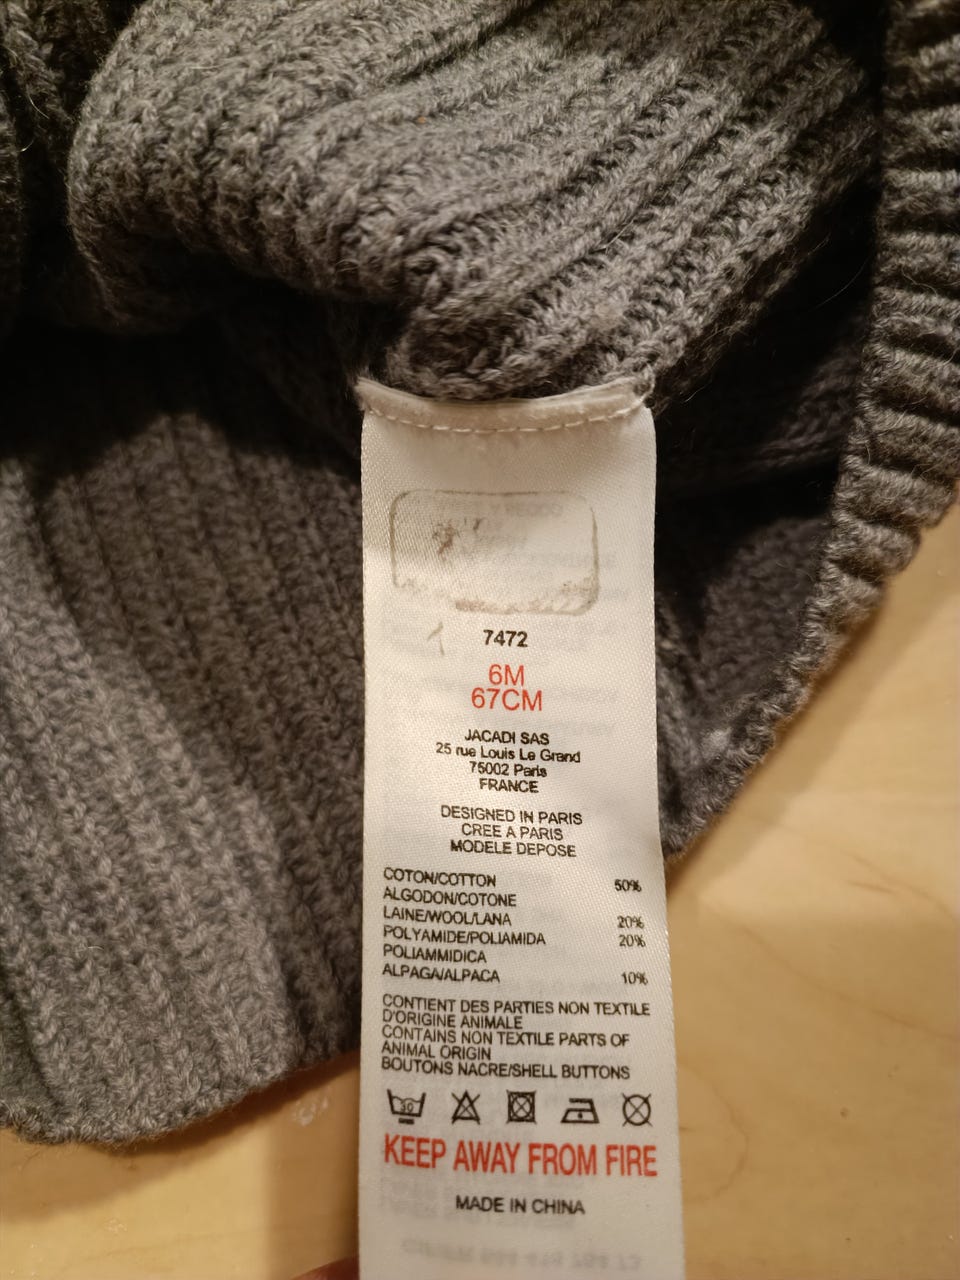 7472
6M
67CM
JACADI SAS
25 rue Louis Le Grand
75002 Paris
FRANCE
DESIGNED IN PARIS
CREE A PARIS
MODELE DEPOSE
COTON/COTTON 50%
ALGODON/COTONE
LAINE/WOOL/LANA 20%
POLYAMIDE/POLIAMIDA 20%
POLIAMMIDICA
ALPAGA/ALPACA 10%
CONTIENT DES PARTIES NON TEXTILE
D'ORIGINE ANIMALE
CONTAINS NON TEXTILE PARTS OF
ANIMAL ORIGIN
BOUTONS NACRE/SHELL BUTTONS
30
KEEP AWAY FROM FIRE
MADE IN CHINA